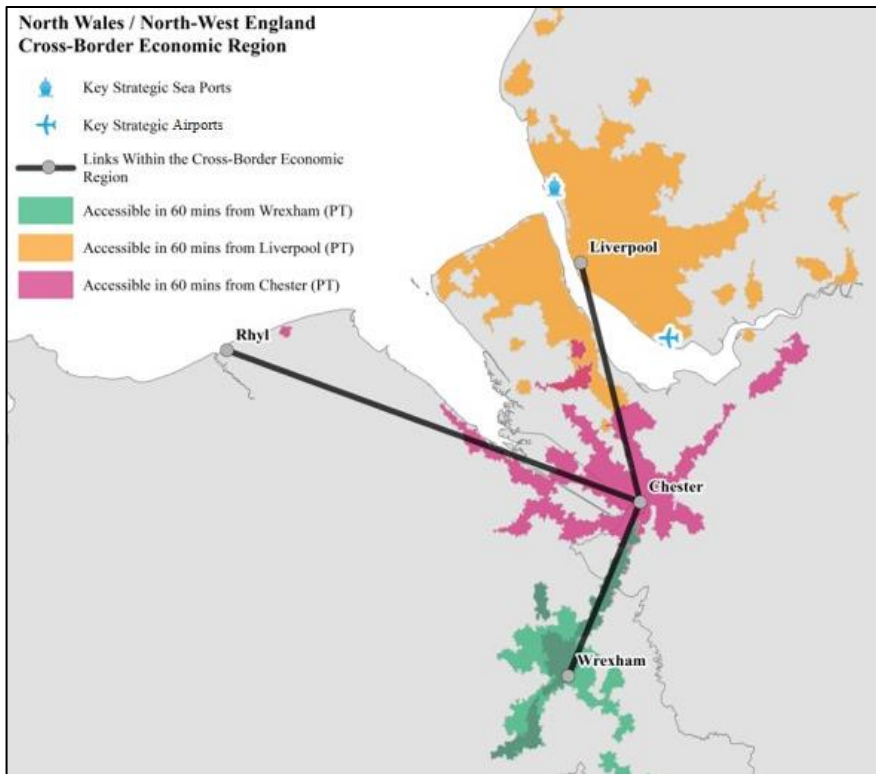 North Wales / North-West England
Cross-Border Economic Region
Key Strategic Sea Ports
Key Strategic Airports
Links Within the Cross-Border Economic
Region
Accessible in 60 mins from Wrexham (PT)
Accessible in 60 mins from Liverpool (PT)
Accessible in 60 mins from Chester (PT)
Liverpool
Rhyl
Chester
Wrexham